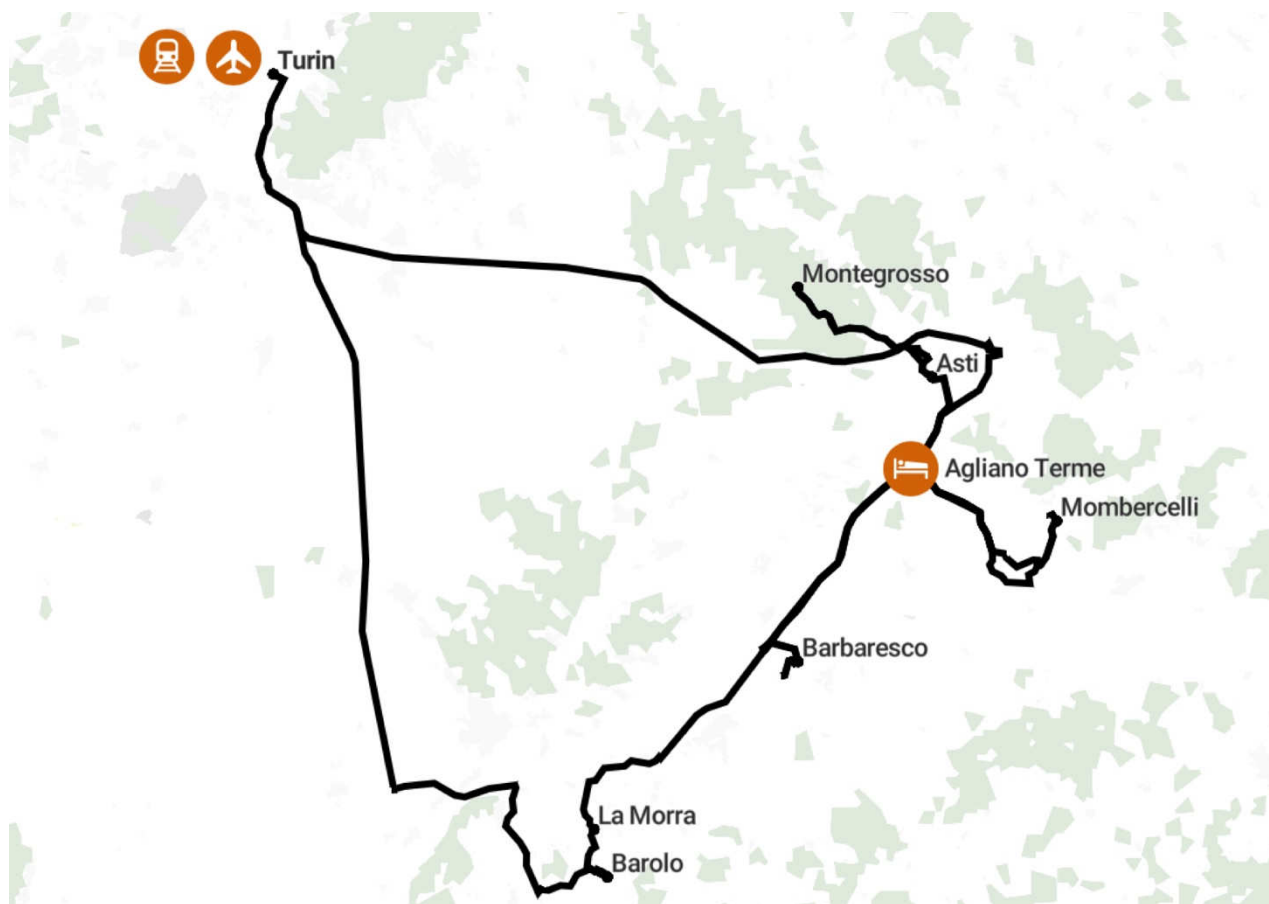 Turin
Montegrosso
Asti
Agliano Terme
Mombercelli
Barbaresco
La Morra
Barolo